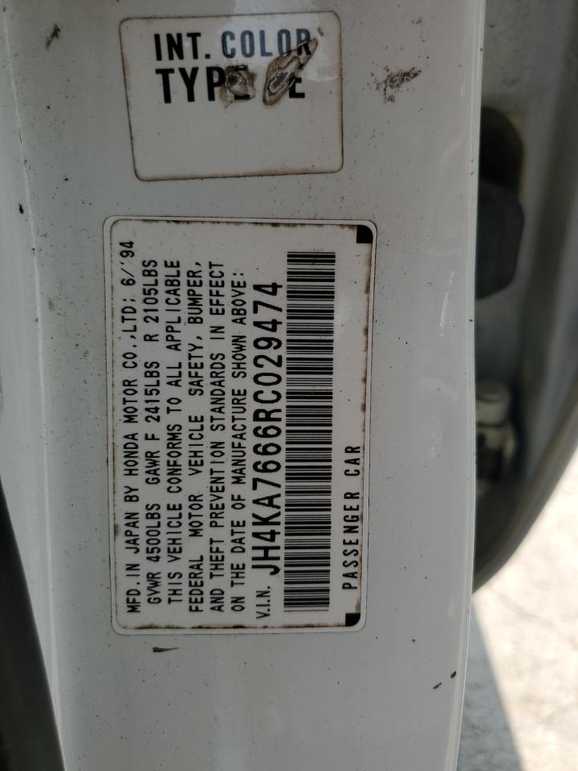 INT. COLOR
TYPE E
MFD. IN JAPAN BY HONDA MOTOR CO.,LTD; 6/'94
GVWR 4500LBS GAWR F 2415LBS R 2105LBS
THIS VEHICLE CONFORMS TO ALL APPLICABLE
FEDERAL MOTOR VEHICLE SAFETY, BUMPER,
AND THEFT PREVENTION STANDARDS IN EFFECT
ON THE DATE OF MANUFACTURE SHOWN ABOVE:
V.I.N. JH4KA7666RC029474
PASSENGER CAR